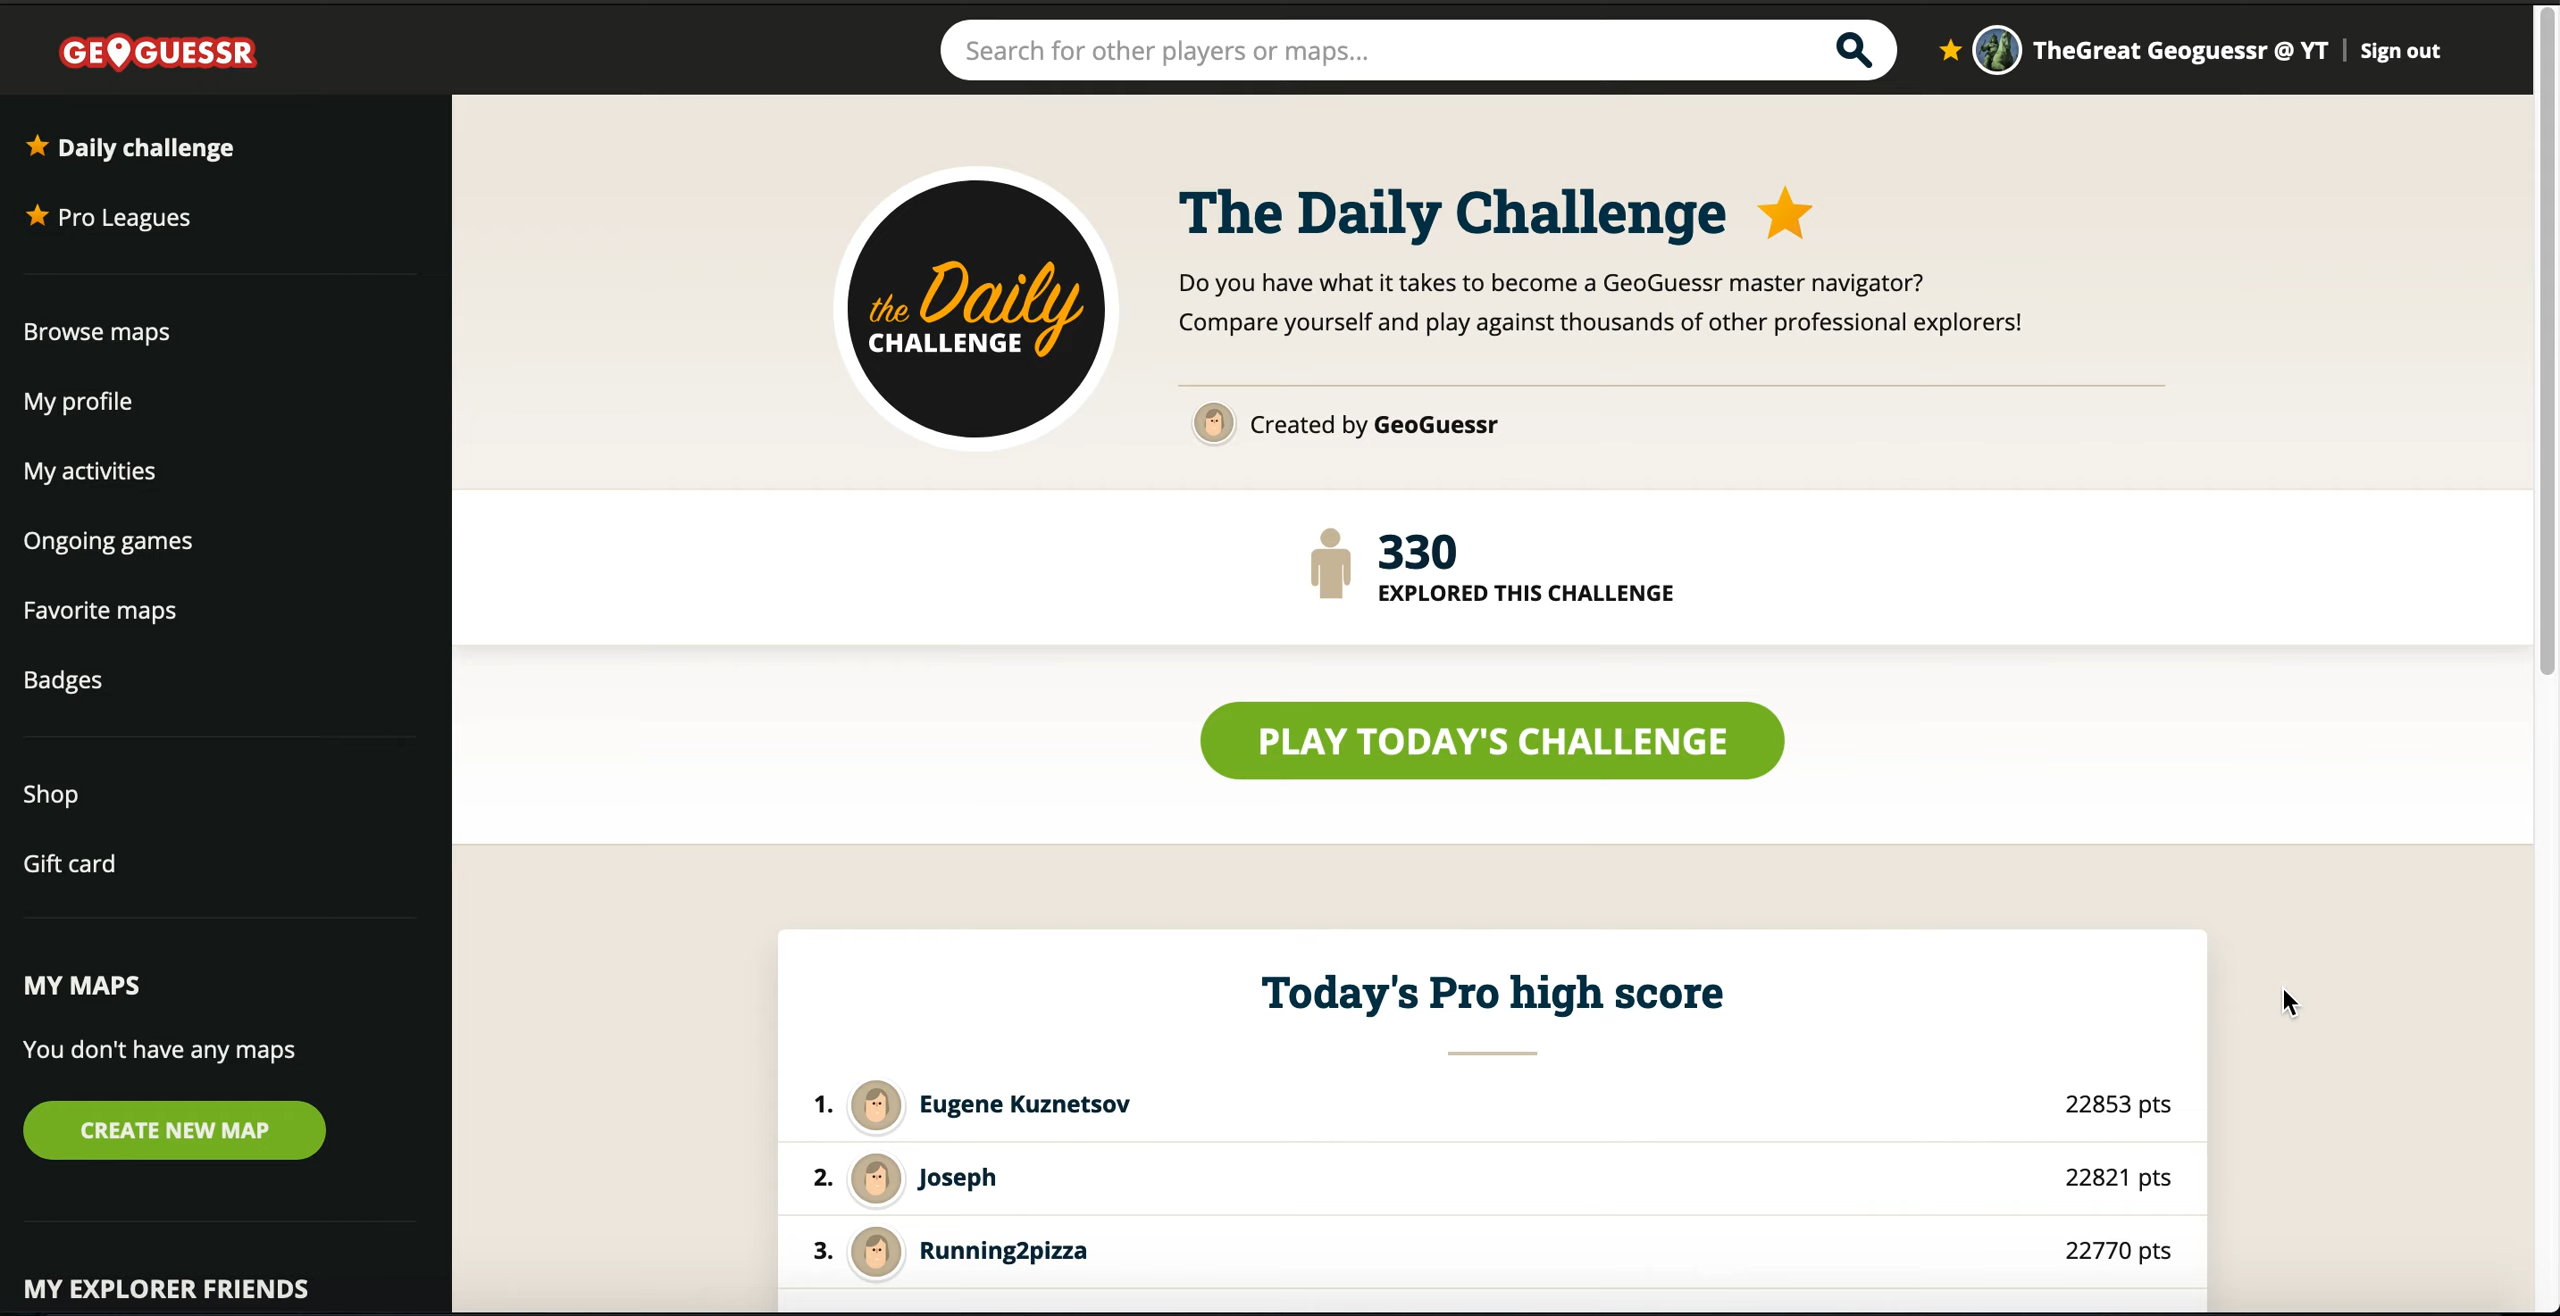 GEOGUESSR
Search for other players or maps...
TheGreat Geoguessr @ YT | Sign out
Daily challenge
Pro Leagues
Browse maps
My profile
My activities
Ongoing games
Favorite maps
Badges
Shop
Gift card
MY MAPS
You don't have any maps
CREATE NEW MAP
MY EXPLORER FRIENDS
the Daily
CHALLENGE
The Daily Challenge
Do you have what it takes to become a GeoGuessr master navigator?
Compare yourself and play against thousands of other professional explorers!
Created by GeoGuessr
330
EXPLORED THIS CHALLENGE
PLAY TODAY'S CHALLENGE
Today's Pro high score
1. Eugene Kuznetsov 22853 pts
2. Joseph 22821 pts
3. Running2pizza 22770 pts